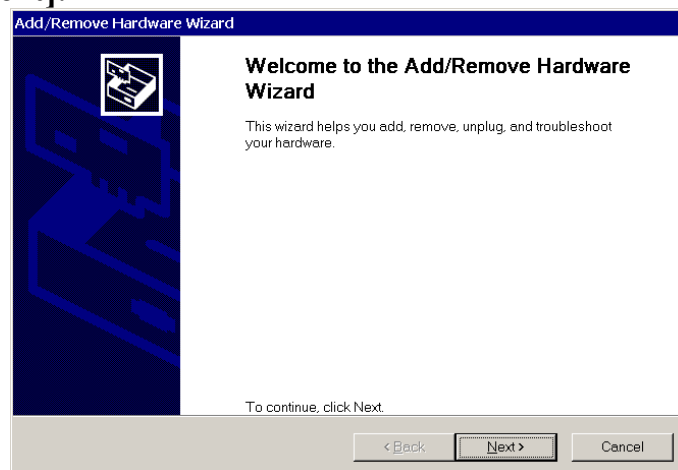 Add/Remove Hardware Wizard
Welcome to the Add/Remove Hardware
Wizard
This wizard helps you add, remove, unplug, and troubleshoot
your hardware.
To continue, click Next.
< Back Next > Cancel